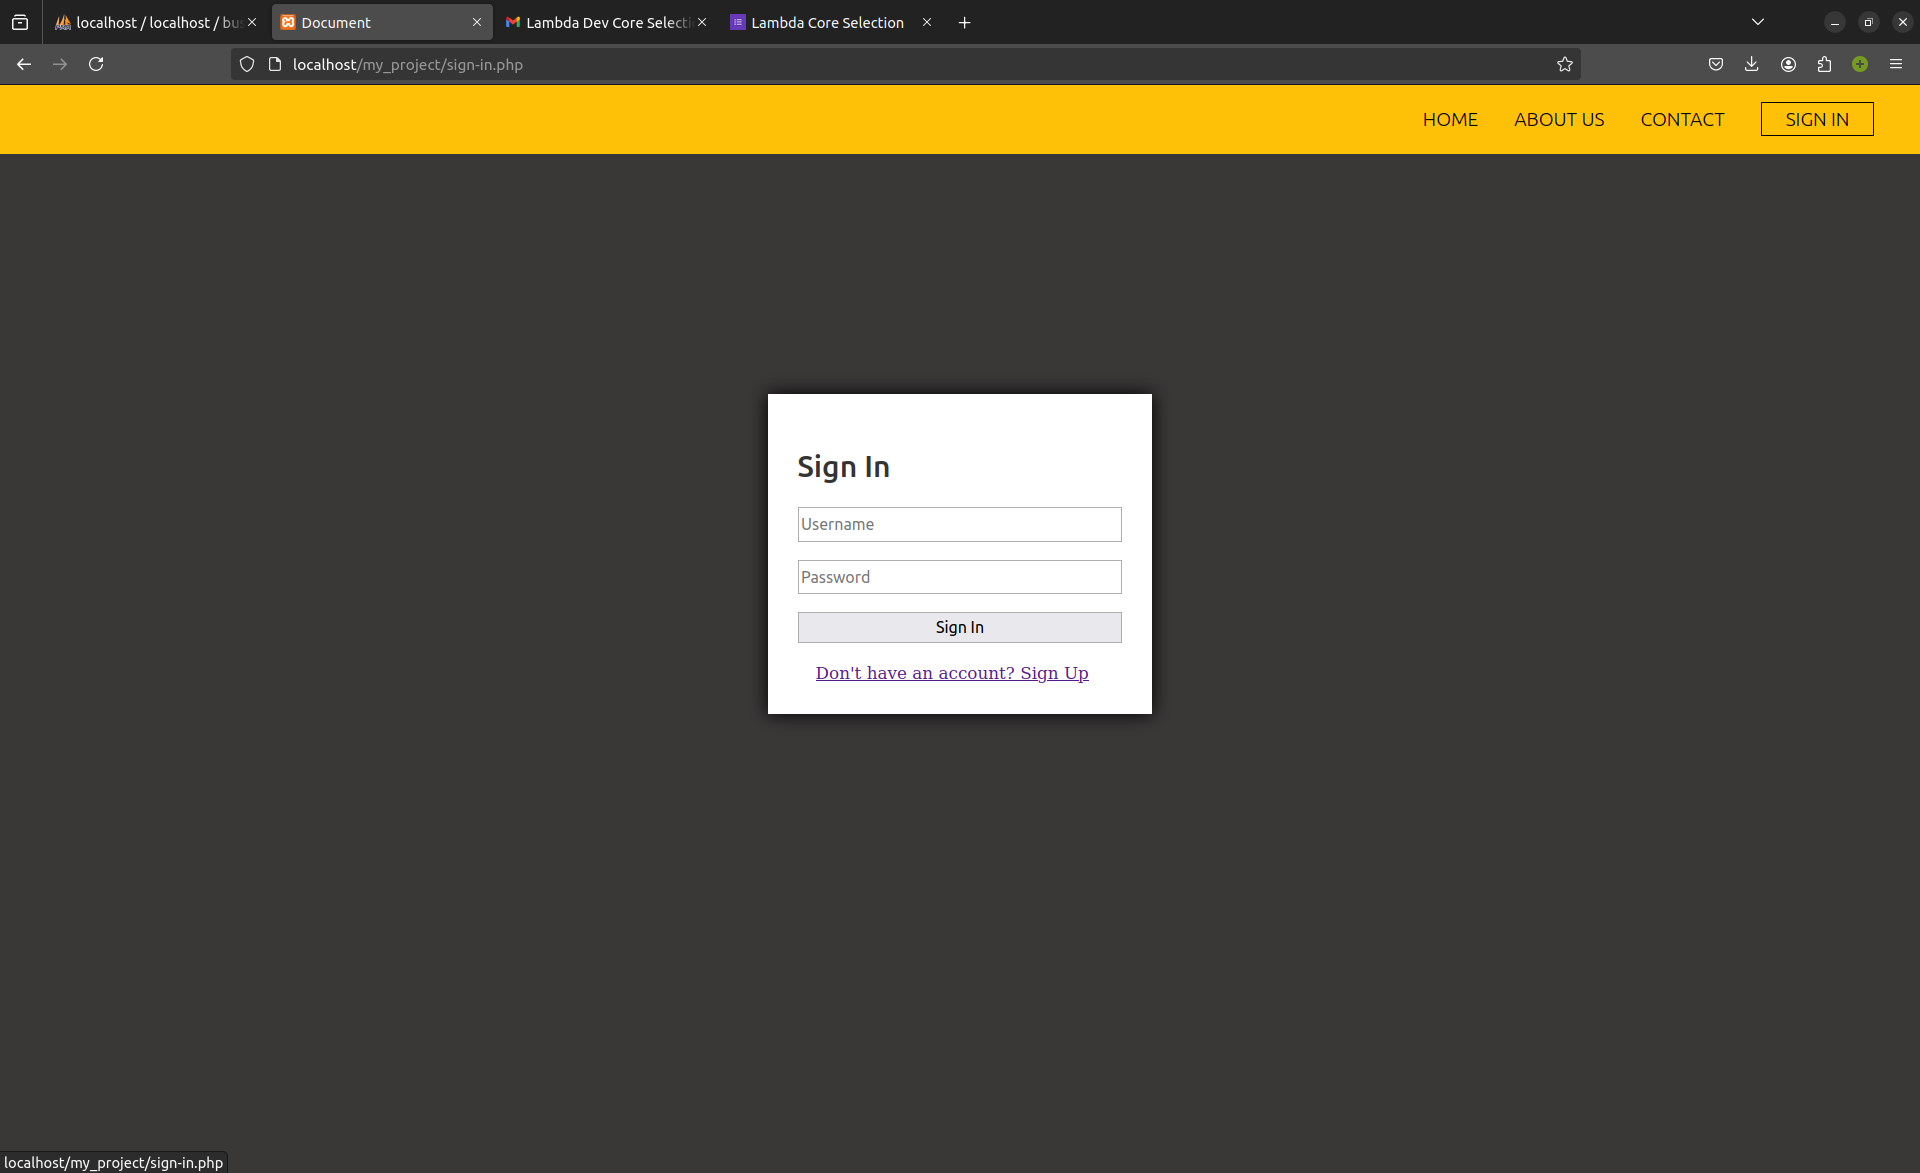 localhost / localhost / bus
Document
Lambda Dev Core Selecti
Lambda Core Selection
localhost/my_project/sign-in.php
HOME
ABOUT US
CONTACT
SIGN IN
Sign In
Username
Password
Sign In
Don't have an account? Sign Up
localhost/my_project/sign-in.php